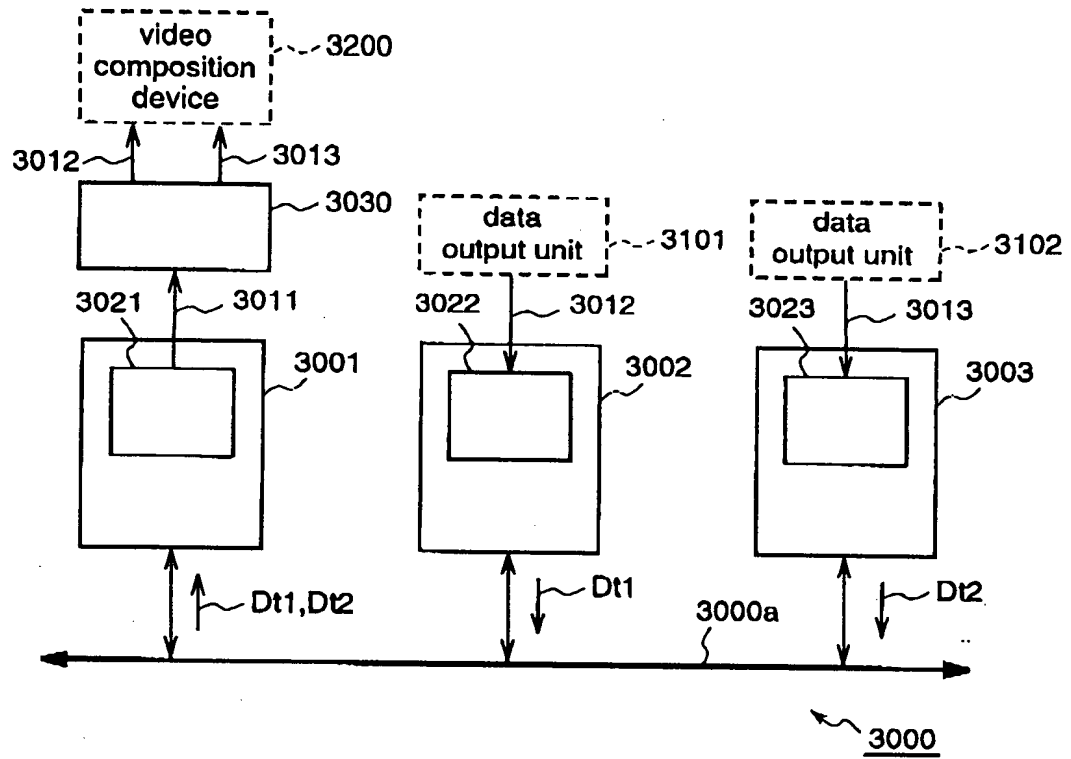 video
composition
device
3200
3012
3013
3030
data
output unit
3101
data
output unit
3102
3021
3011
3022
3012
3023
3013
3001
3002
3003
Dt1,Dt2
Dt1
3000a
Dt2
3000